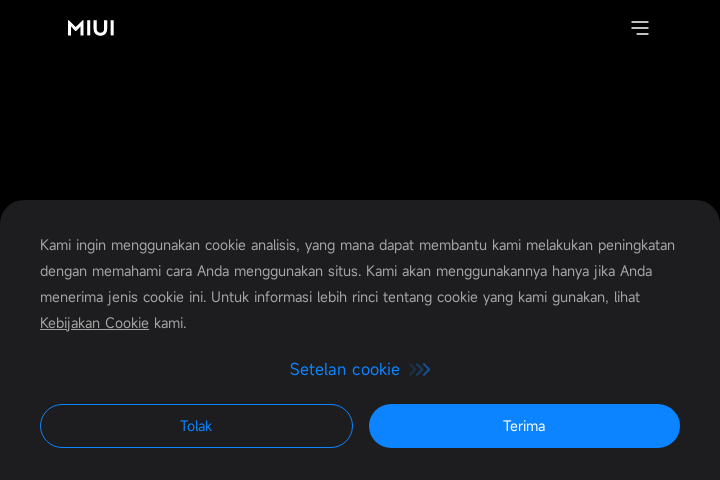 MIUI
Kami ingin menggunakan cookie analisis, yang mana dapat membantu kami melakukan peningkatan
dengan memahami cara Anda menggunakan situs. Kami akan menggunakannya hanya jika Anda
menerima jenis cookie ini. Untuk informasi lebih rinci tentang cookie yang kami gunakan, lihat
Kebijakan Cookie kami.
Setelan cookie
Tolak
Terima